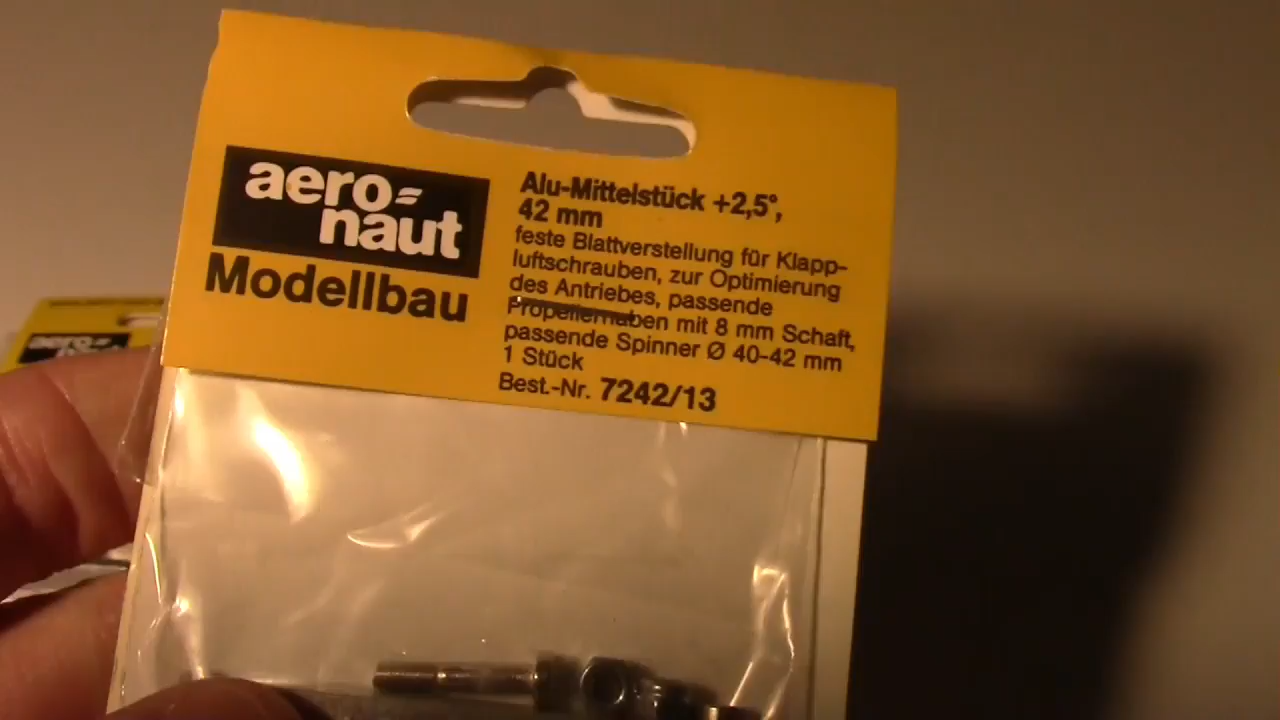 aero=
naut
Modellbau
Alu-Mittelstück +2,5°,
42 mm
feste Blattverstellung für Klapp-
luftschrauben, zur Optimierung
des Antriebes, passende
Propellernaben mit 8 mm Schaft,
passende Spinner Ø 40-42 mm
1 Stück
Best.-Nr. 7242/13
aero=